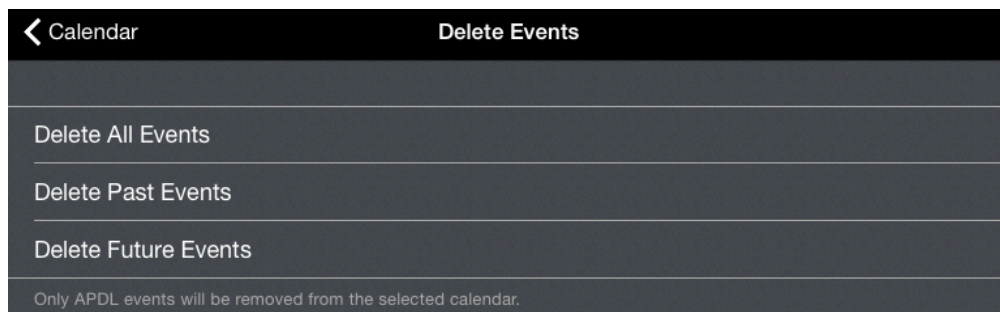 Calendar Delete Events
Delete All Events
Delete Past Events
Delete Future Events
Only APDL events will be removed from the selected calendar.